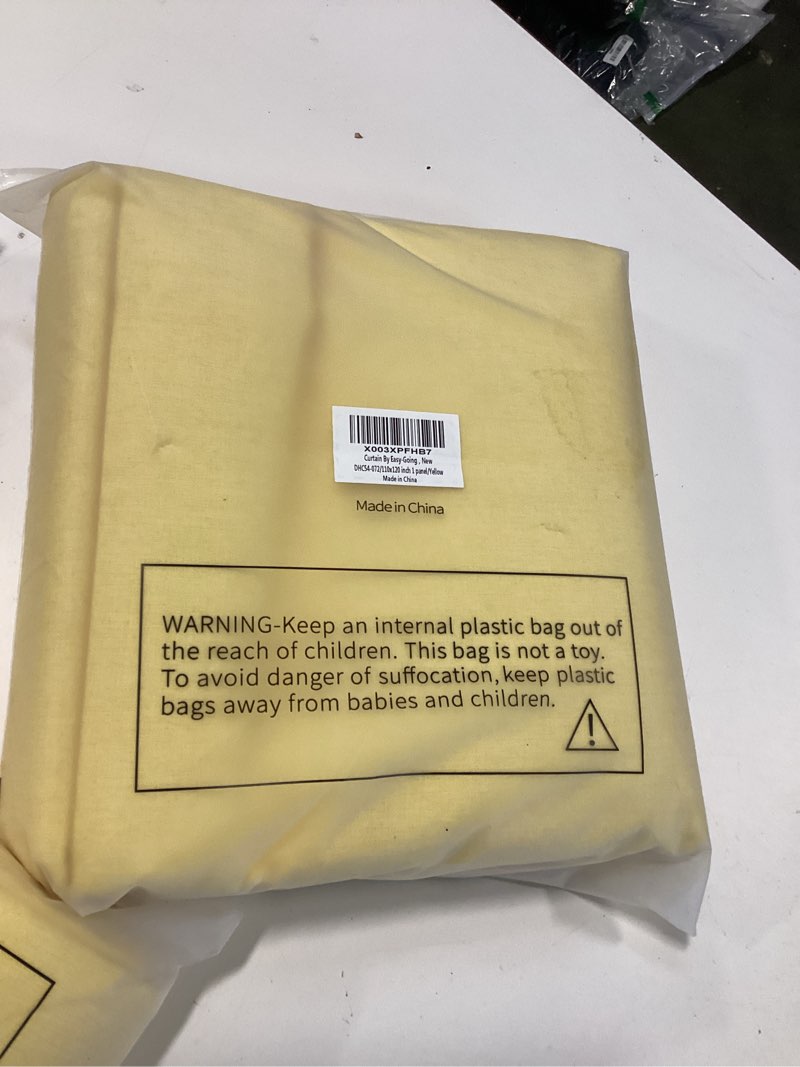 X003XPFHB7
Curtain By Easy-Going , New
DHCS4-072/110x120 inch 1 panel/Yellow
Made in China
Made in China
WARNING-Keep an internal plastic bag out of
the reach of children. This bag is not a toy.
To avoid danger of suffocation, keep plastic
bags away from babies and children.